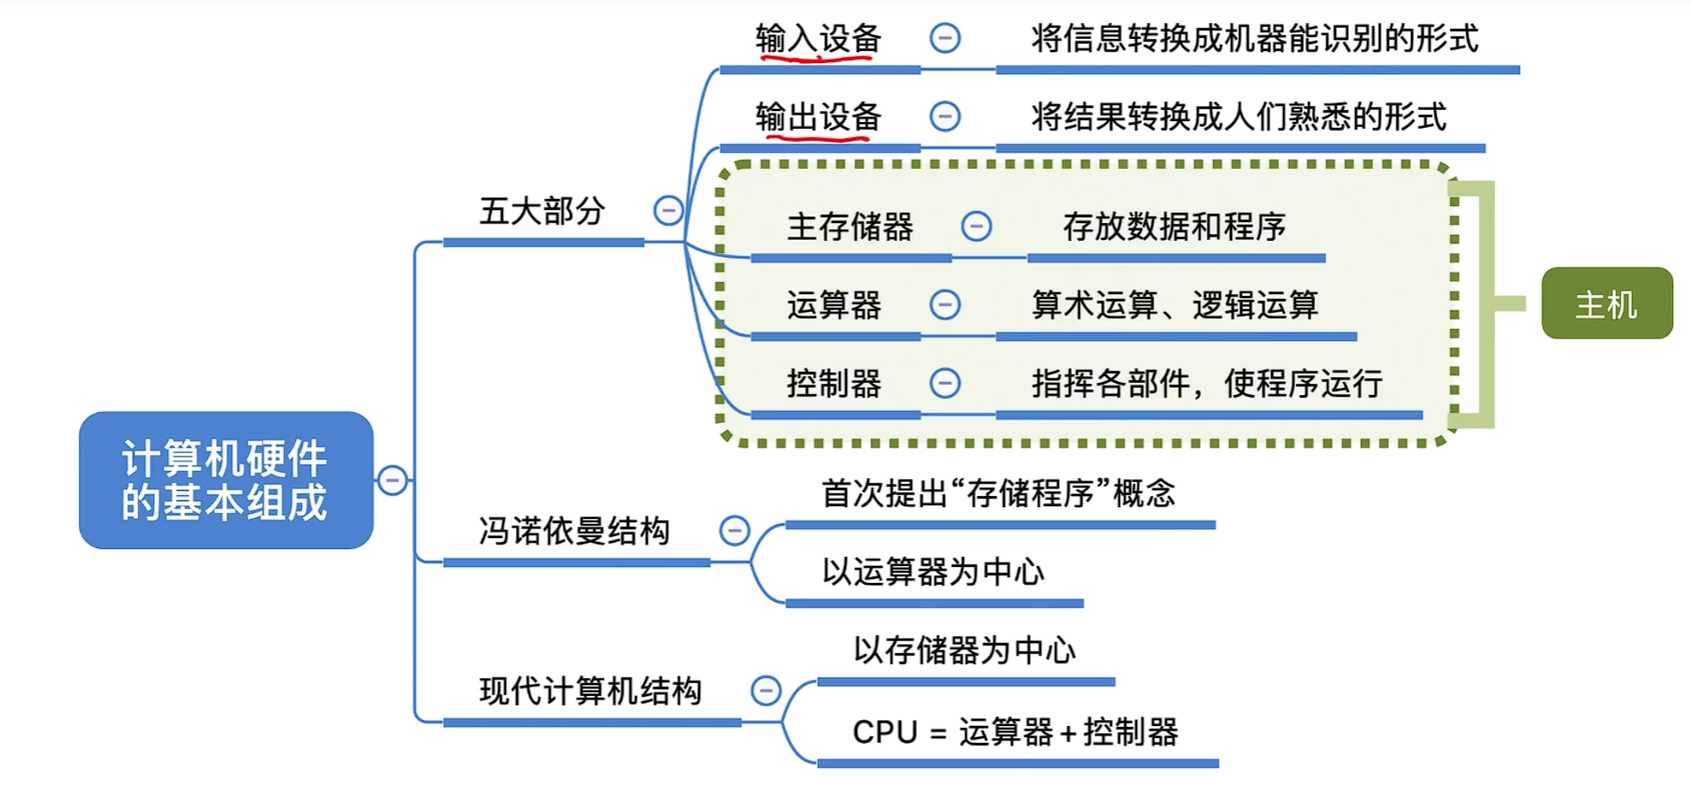 输入设备
将信息转换成机器能识别的形式
输出设备
将结果转换成人们熟悉的形式
五大部分
主存储器
存放数据和程序
运算器
算术运算、逻辑运算
主机
控制器
指挥各部件，使程序运行
计算机硬件
的基本组成
首次提出“存储程序”概念
冯诺依曼结构
以运算器为中心
以存储器为中心
现代计算机结构
CPU = 运算器+控制器